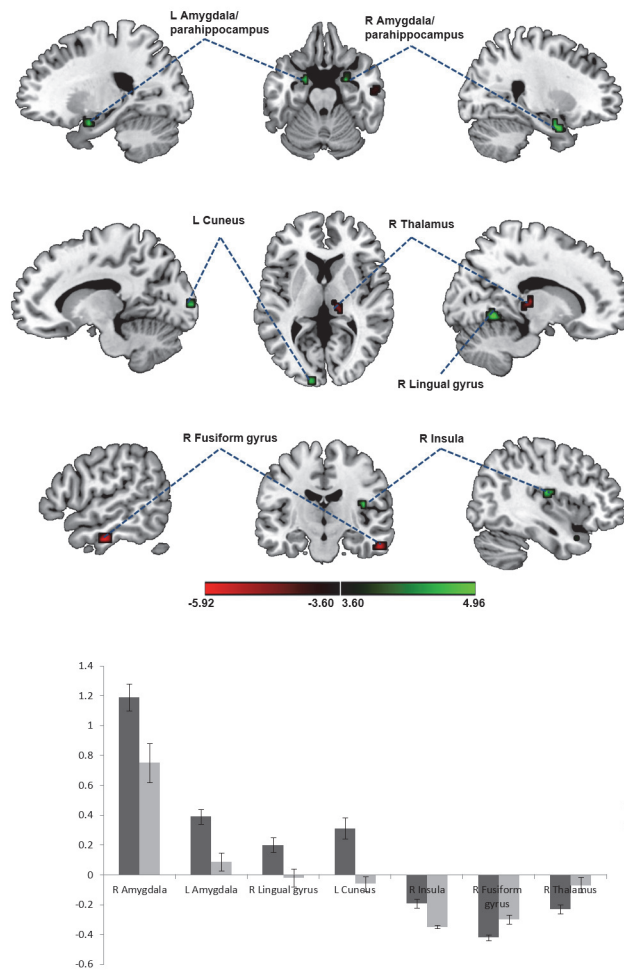 L Amygdala/
parahippocampus
R Amygdala/
parahippocampus
L Cuneus
R Thalamus
R Lingual gyrus
R Fusiform gyrus
R Insula
-5.92 -3.60 3.60 4.96
1.4
1.2
1
0.8
0.6
0.4
0.2
0
-0.2
-0.4
-0.6
R Amygdala L Amygdala R Lingual gyrus L Cuneus R Insula R Fusiform R Thalamus
gyrus